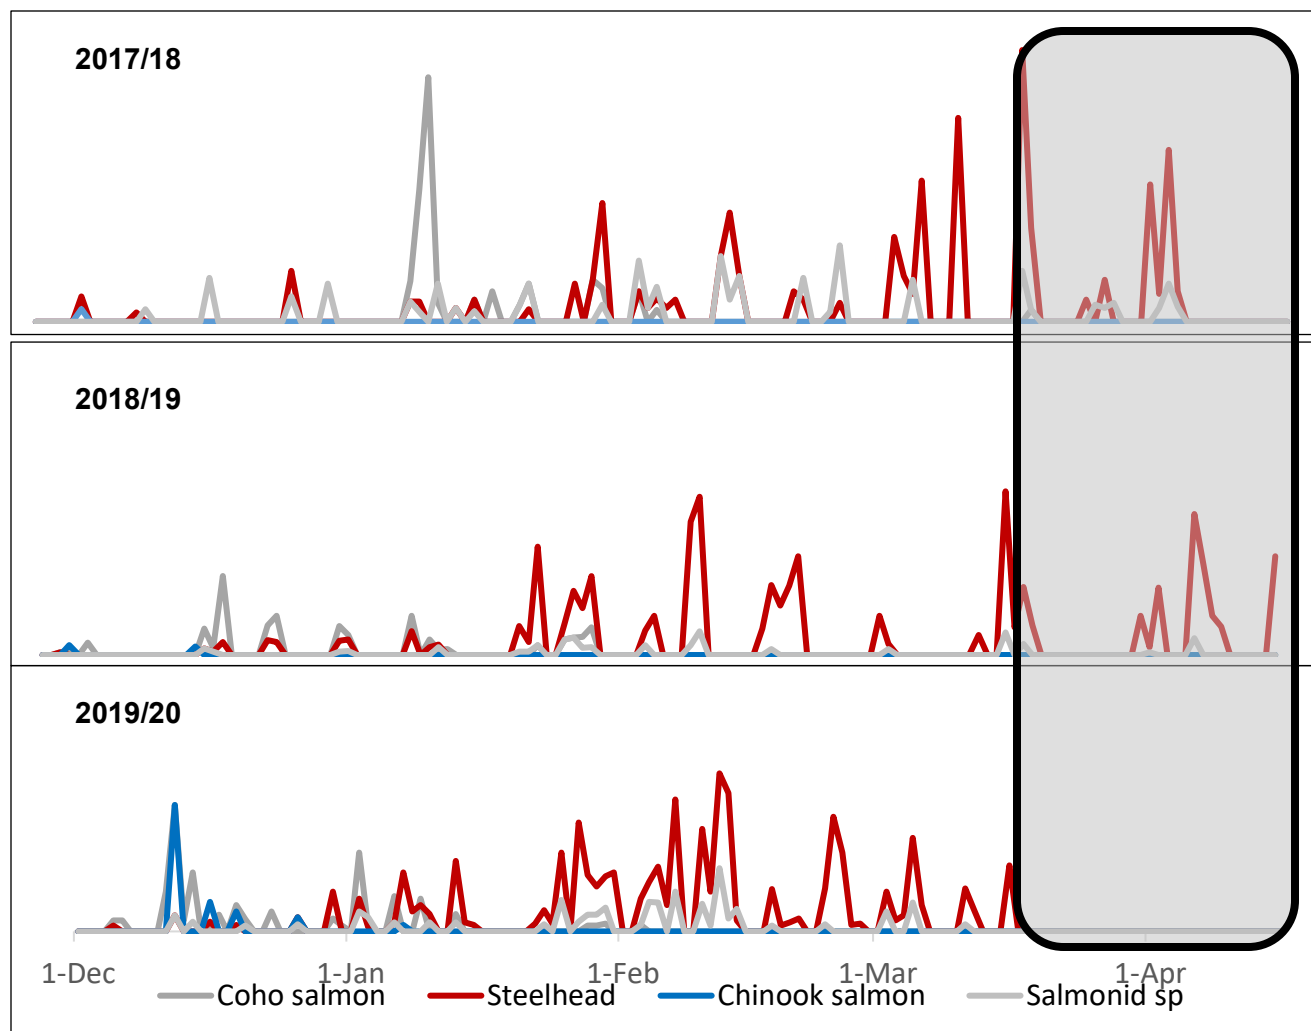 2017/18
2018/19
2019/20
1-Dec 1-Jan 1-Feb 1-Mar 1-Apr
Coho salmon Steelhead Chinook salmon Salmonid sp